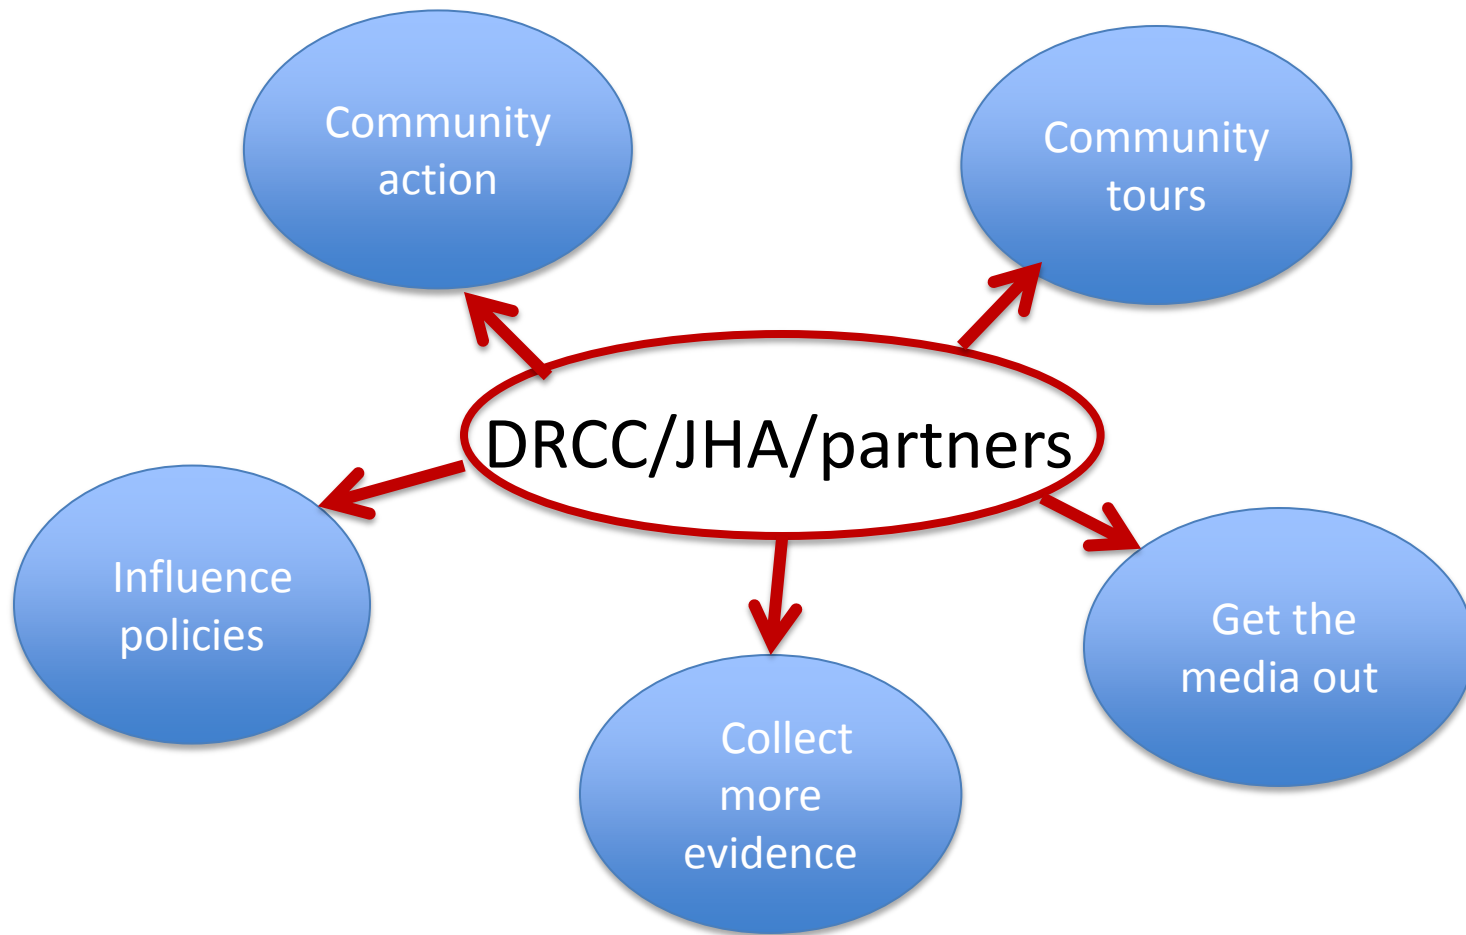 Community
action
Community
tours
DRCC/JHA/partners
Influence
policies
Get the
media out
Collect
more
evidence